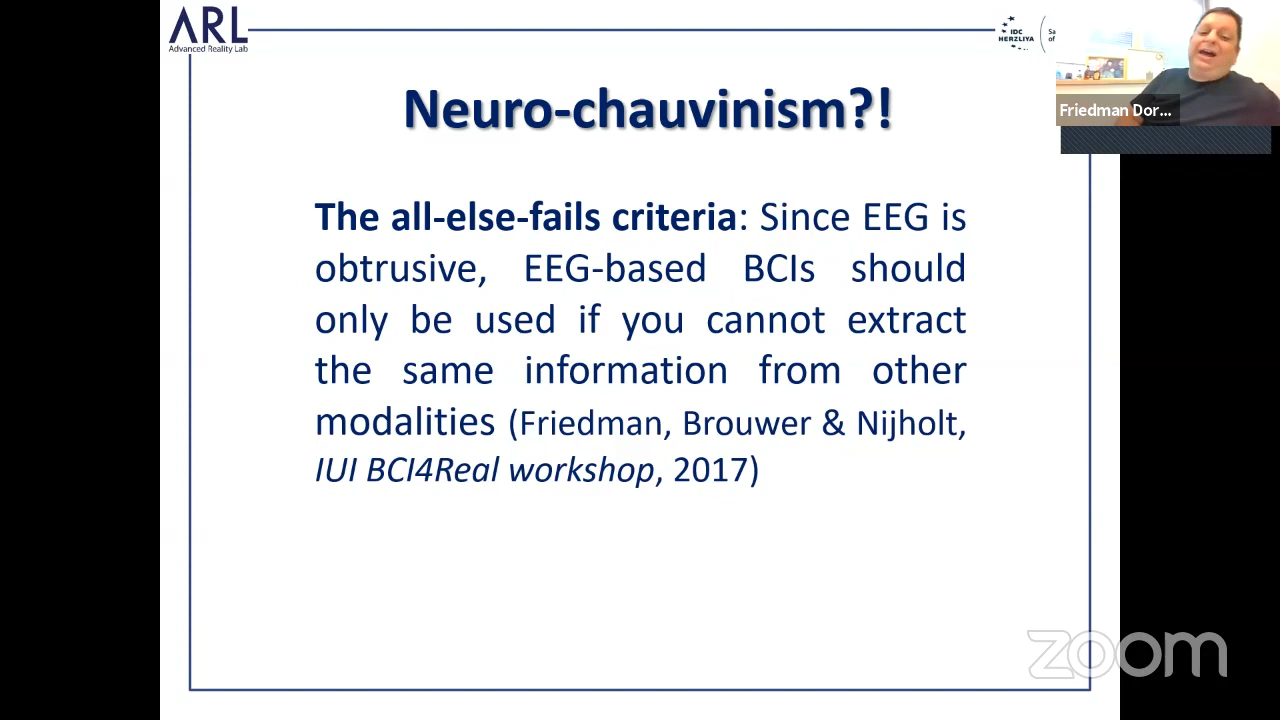 ARL
Advanced Reality Lab
IDC
HERZLIYA
Sa
of
Friedman Dor...
Neuro-chauvinism?!
The all-else-fails criteria: Since EEG is
obtrusive, EEG-based BCIs should
only be used if you cannot extract
the same information from other
modalities (Friedman, Brouwer & Nijholt,
IUI BCI4Real workshop, 2017)
zoom